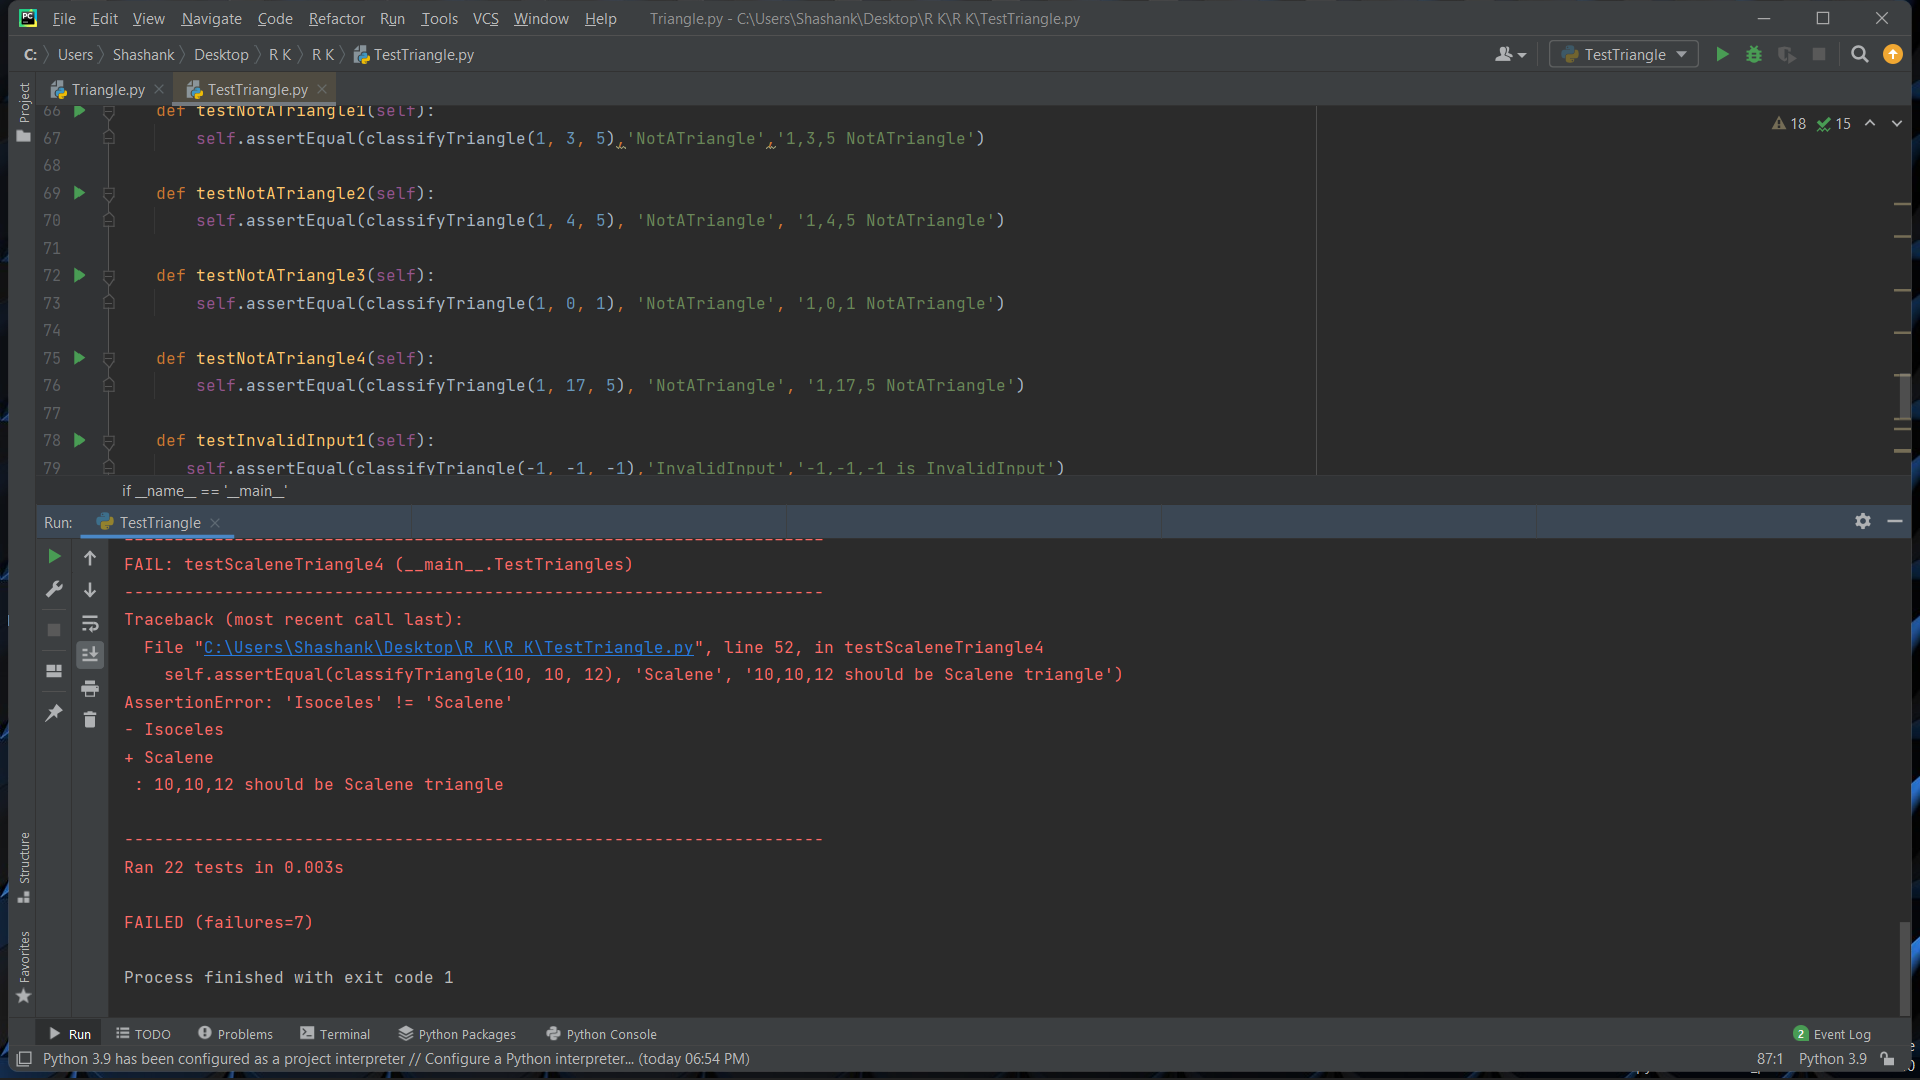 PC File Edit View Navigate Code Refactor Run Tools VCS Window Help Triangle.py - C:\Users\Shashank\Desktop\R K\R K\TestTriangle.py
C: Users Shashank Desktop R K R K TestTriangle.py TestTriangle
Project
Triangle.py TestTriangle.py
18 15
66 def testNotATriangle1(self):
67 self.assertEqual(classifyTriangle(1, 3, 5),'NotATriangle','1,3,5 NotATriangle')
68
69 def testNotATriangle2(self):
70 self.assertEqual(classifyTriangle(1, 4, 5), 'NotATriangle', '1,4,5 NotATriangle')
71
72 def testNotATriangle3(self):
73 self.assertEqual(classifyTriangle(1, 0, 1), 'NotATriangle', '1,0,1 NotATriangle')
74
75 def testNotATriangle4(self):
76 self.assertEqual(classifyTriangle(1, 17, 5), 'NotATriangle', '1,17,5 NotATriangle')
77
78 def testInvalidInput1(self):
79 self.assertEqual(classifyTriangle(-1, -1, -1),'InvalidInput','-1,-1,-1 is InvalidInput')
if __name__ == '__main__'
Run: TestTriangle
----------------------------------------------------------------------
FAIL: testScaleneTriangle4 (__main__.TestTriangles)
----------------------------------------------------------------------
Traceback (most recent call last):
File "C:\Users\Shashank\Desktop\R K\R K\TestTriangle.py", line 52, in testScaleneTriangle4
self.assertEqual(classifyTriangle(10, 10, 12), 'Scalene', '10,10,12 should be Scalene triangle')
AssertionError: 'Isoceles' != 'Scalene'
- Isoceles
+ Scalene
: 10,10,12 should be Scalene triangle
----------------------------------------------------------------------
Ran 22 tests in 0.003s
FAILED (failures=7)
Process finished with exit code 1
Structure
Favorites
Run TODO Problems Terminal Python Packages Python Console 2 Event Log
Python 3.9 has been configured as a project interpreter // Configure a Python interpreter... (today 06:54 PM) 87:1 Python 3.9